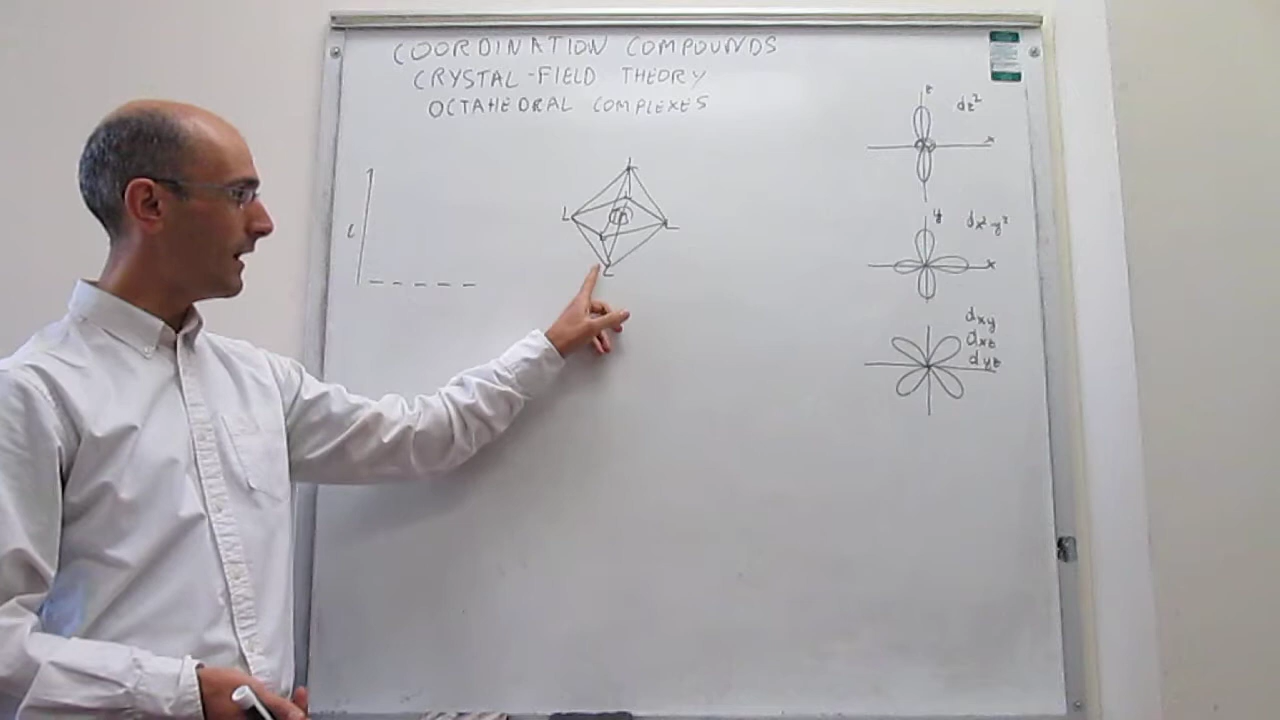 COORDINATION COMPOUNDS
CRYSTAL-FIELD THEORY
OCTAHEDRAL COMPLEXES
z
dz²
x
y
dx²-y²
x
L
L
L
dxy
dxz
dyz